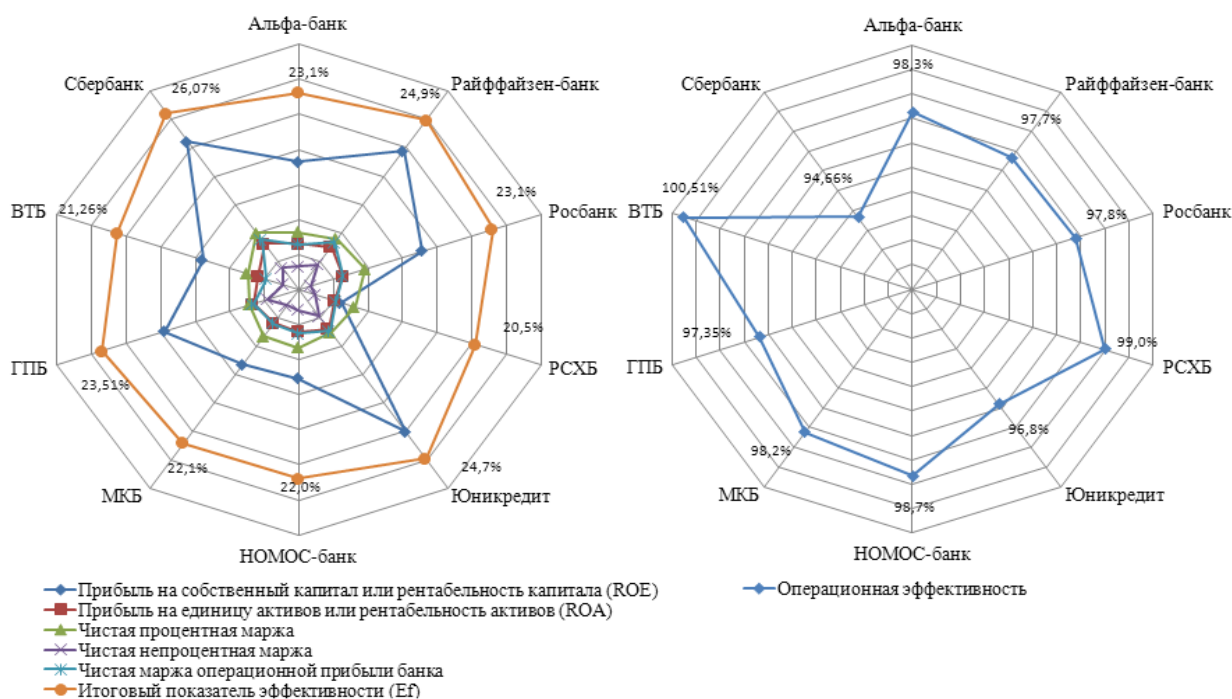 Альфа-банк
23,1%
Райффайзен-банк
24,9%
Росбанк
23,1%
РСХБ
20,5%
Юникредит
24,7%
НОМОС-банк
22,0%
МКБ
22,1%
ГПБ
23,51%
ВТБ
21,26%
Сбербанк
26,07%
Прибыль на собственный капитал или рентабельность капитала (ROE)
Прибыль на единицу активов или рентабельность активов (ROA)
Чистая процентная маржа
Чистая непроцентная маржа
Чистая маржа операционной прибыли банка
Итоговый показатель эффективности (Ef)
Альфа-банк
98,3%
Райффайзен-банк
97,7%
Росбанк
97,8%
РСХБ
99,0%
Юникредит
96,8%
НОМОС-банк
98,7%
МКБ
98,2%
ГПБ
97,35%
ВТБ
100,51%
Сбербанк
94,66%
Операционная эффективность